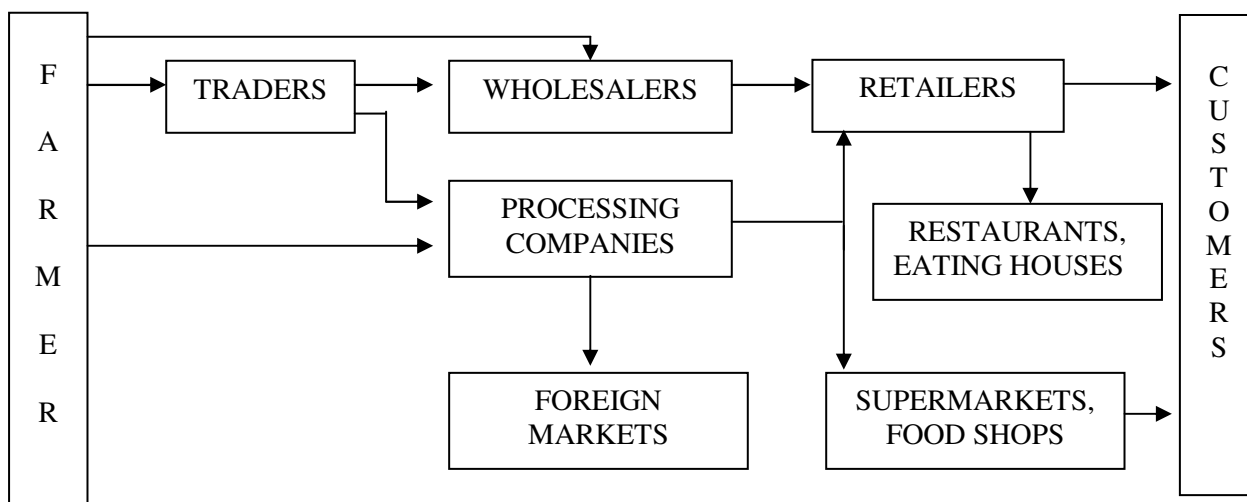 F
A
R
M
E
R
TRADERS
WHOLESALERS
RETAILERS
PROCESSING
COMPANIES
RESTAURANTS,
EATING HOUSES
FOREIGN
MARKETS
SUPERMARKETS,
FOOD SHOPS
C
U
S
T
O
M
E
R
S